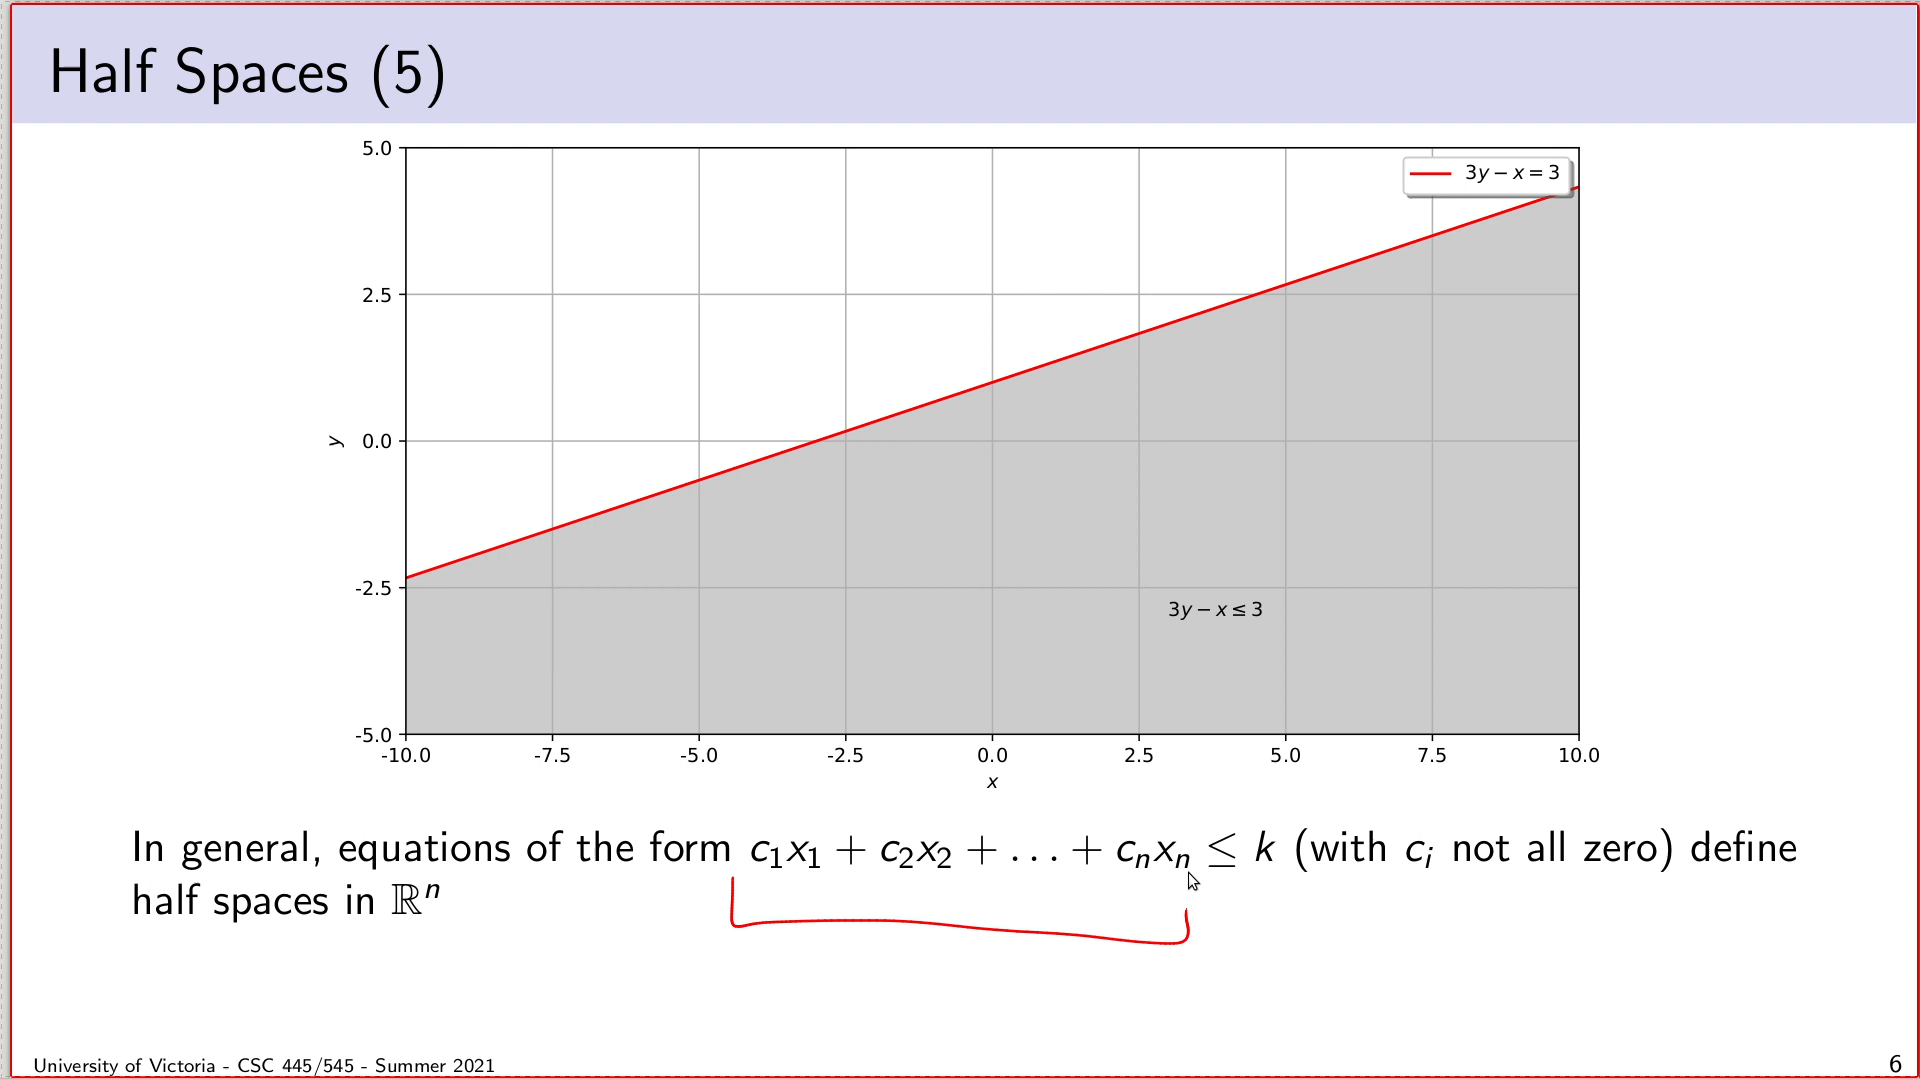 Half Spaces (5)
5.0
3y − x = 3
2.5
y
0.0
-2.5
3y − x ≤ 3
-5.0
-10.0 -7.5 -5.0 -2.5 0.0 2.5 5.0 7.5 10.0
x
In general, equations of the form c₁x₁ + c₂x₂ + . . . + cₙxₙ ≤ k (with cᵢ not all zero) define
half spaces in ℝⁿ
University of Victoria - CSC 445/545 - Summer 2021
6